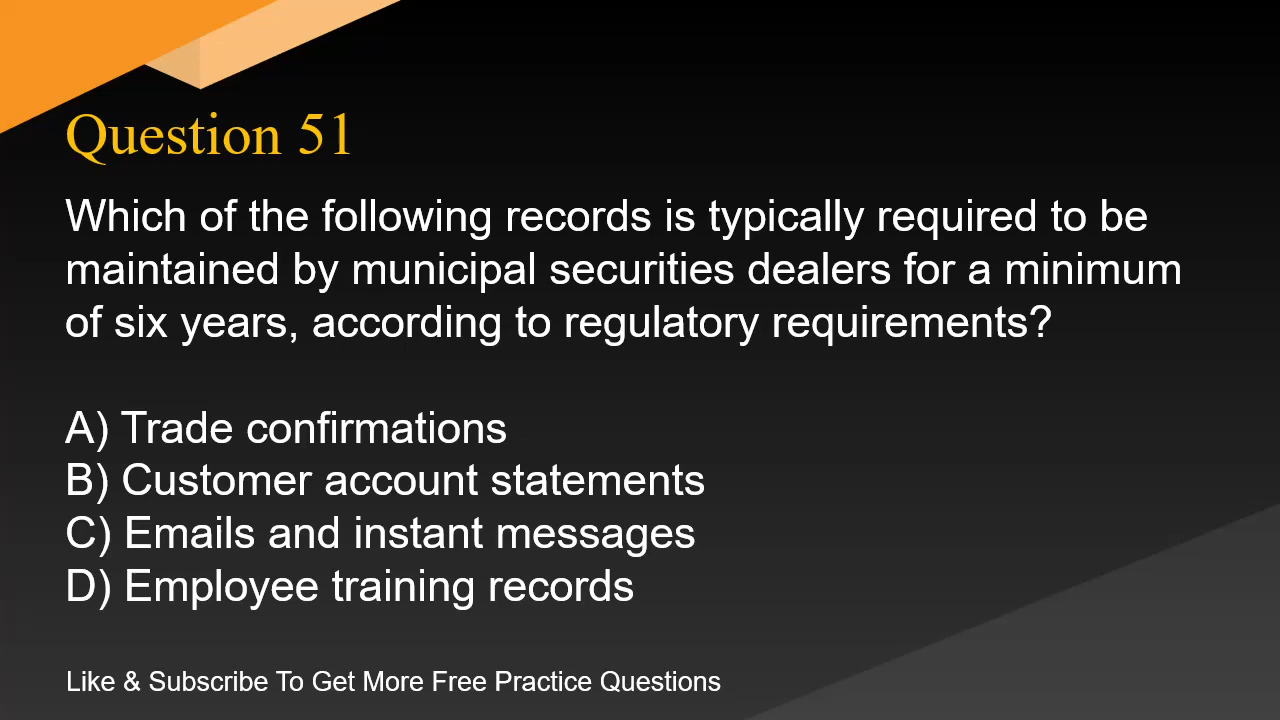 Question 51
Which of the following records is typically required to be
maintained by municipal securities dealers for a minimum
of six years, according to regulatory requirements?
A) Trade confirmations
B) Customer account statements
C) Emails and instant messages
D) Employee training records
Like & Subscribe To Get More Free Practice Questions